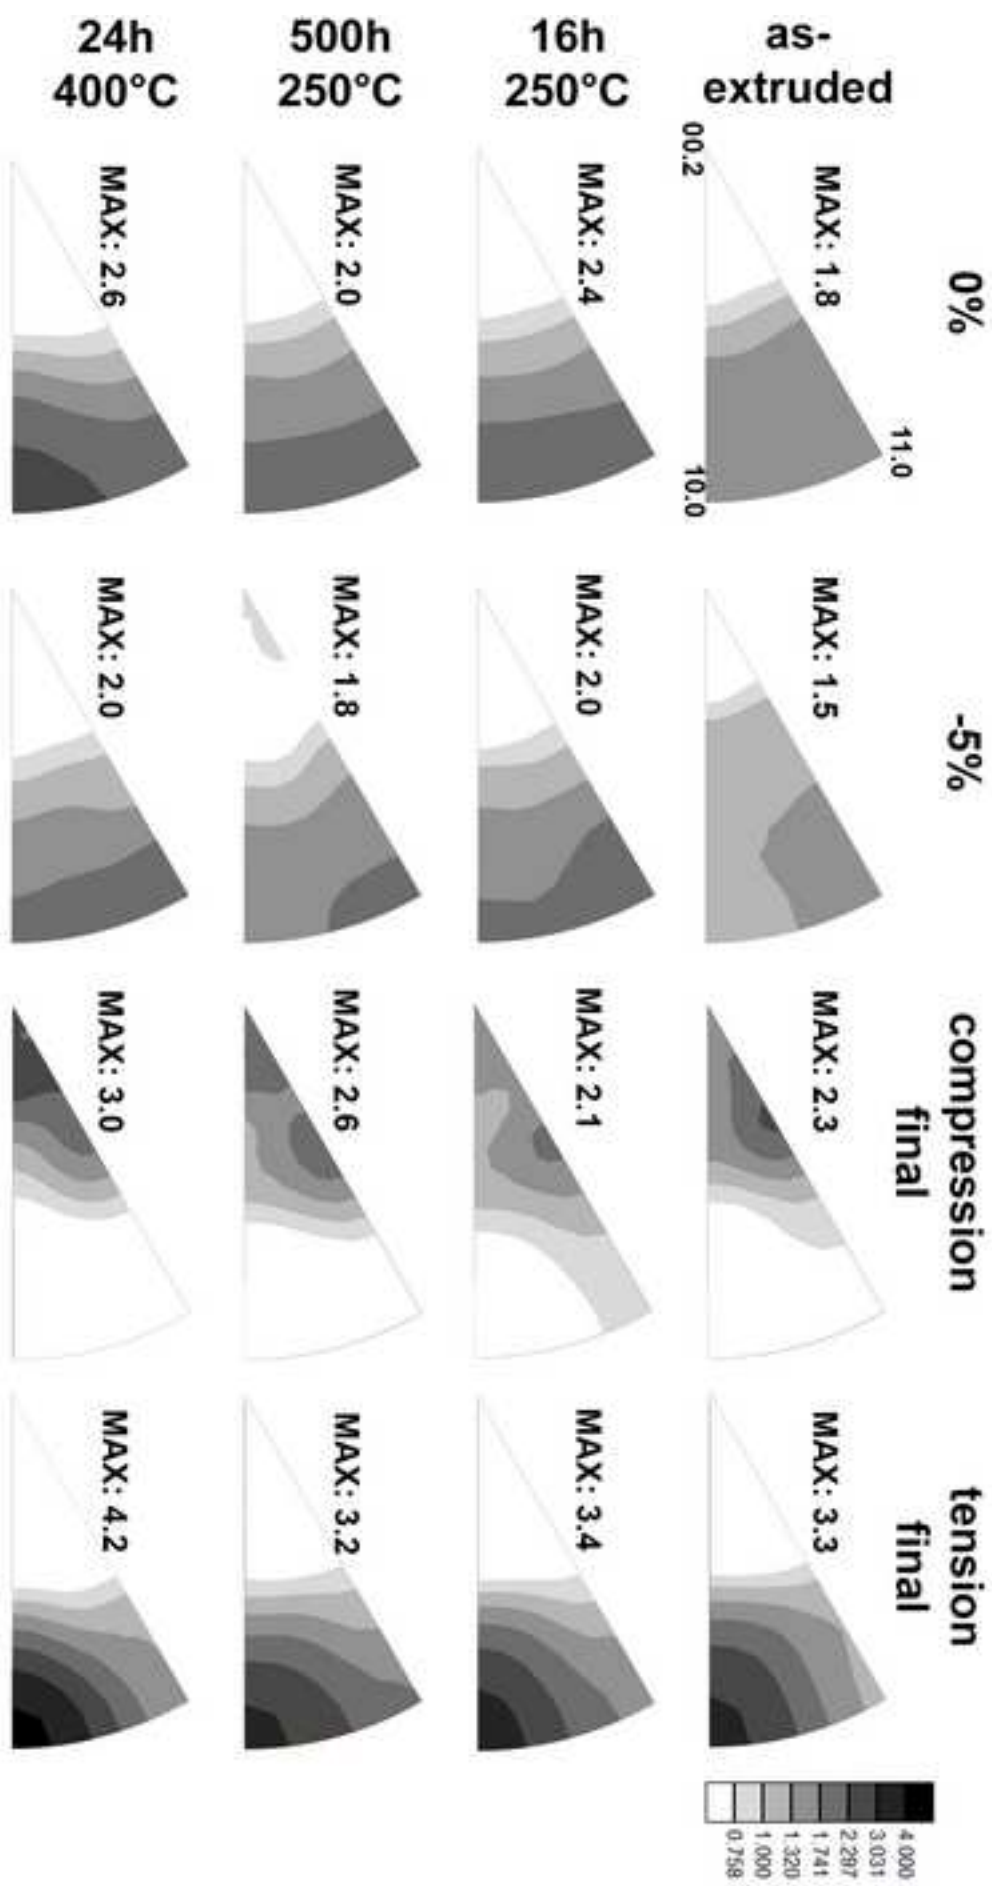 0%
-5%
compression
final
tension
final
as-
extruded
MAX: 1.8
11.0
00.2
10.0
MAX: 1.5
MAX: 2.3
MAX: 3.3
4.000
3.031
2.297
1.741
1.320
1.000
0.758
16h
250°C
MAX: 2.4
MAX: 2.0
MAX: 2.1
MAX: 3.4
500h
250°C
MAX: 2.0
MAX: 1.8
MAX: 2.6
MAX: 3.2
24h
400°C
MAX: 2.6
MAX: 2.0
MAX: 3.0
MAX: 4.2